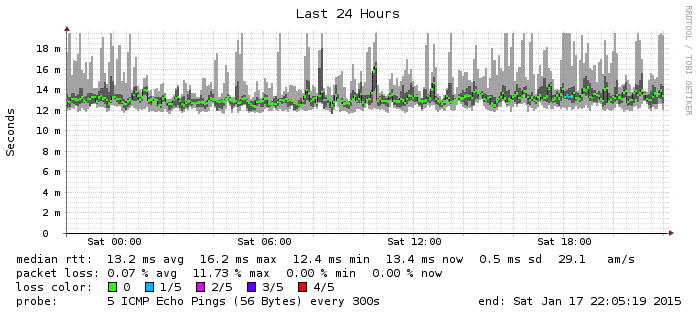 Last 24 Hours
RRDTOOL / TOBI OETIKER
Seconds
18 m
16 m
14 m
12 m
10 m
8 m
6 m
4 m
2 m
0
Sat 00:00 Sat 06:00 Sat 12:00 Sat 18:00
median rtt: 13.2 ms avg 16.2 ms max 12.4 ms min 13.4 ms now 0.5 ms sd 29.1 am/s
packet loss: 0.07 % avg 11.73 % max 0.00 % min 0.00 % now
loss color: 0 1/5 2/5 3/5 4/5
probe: 5 ICMP Echo Pings (56 Bytes) every 300s end: Sat Jan 17 22:05:19 2015